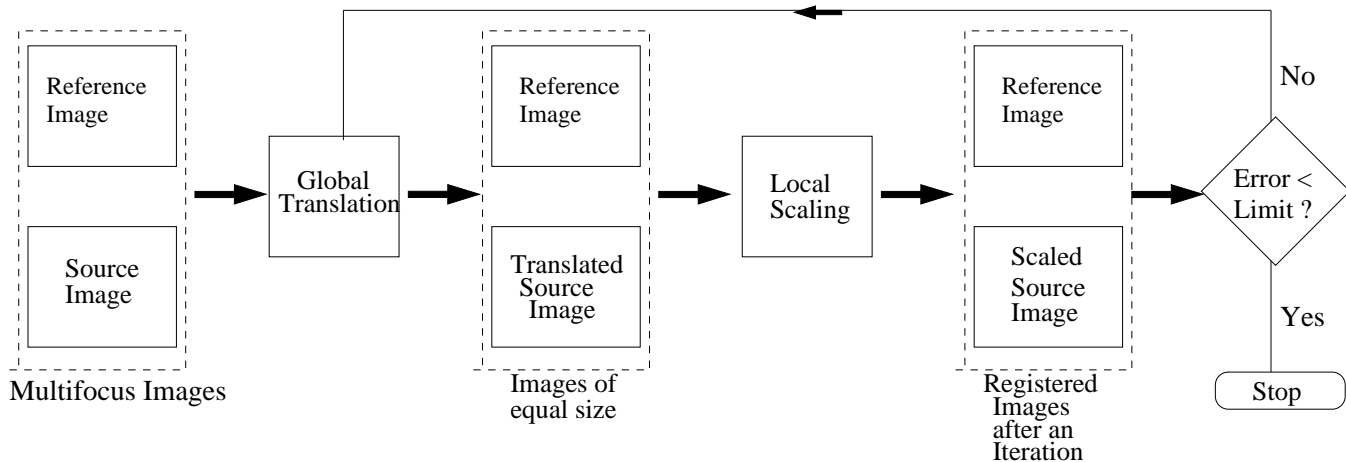 Reference
Image
Source
Image
Multifocus Images
Global
Translation
Reference
Image
Translated
Source
Image
Images of
equal size
Local
Scaling
Reference
Image
Scaled
Source
Image
Registered
Images
after an
Iteration
No
Error <
Limit ?
Yes
Stop